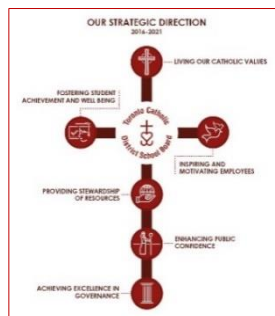 OUR STRATEGIC DIRECTION
2016-2021
LIVING OUR CATHOLIC VALUES
FOSTERING STUDENT
ACHIEVEMENT AND WELL BEING
Toronto Catholic
District School Board
INSPIRING AND
MOTIVATING EMPLOYEES
PROVIDING STEWARDSHIP
OF RESOURCES
ENHANCING PUBLIC
CONFIDENCE
ACHIEVING EXCELLENCE IN
GOVERNANCE